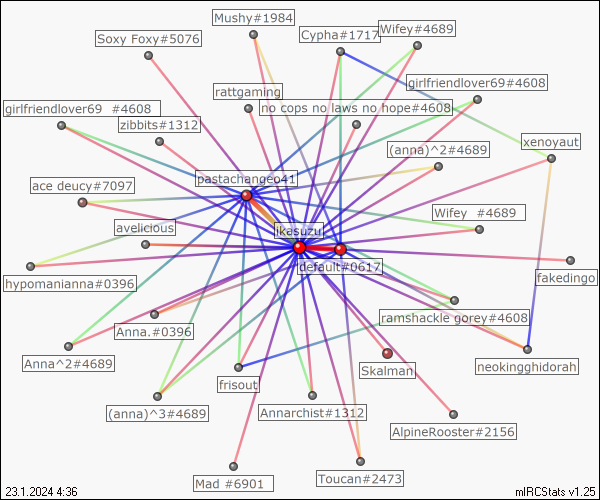 Mushy#1984
Soxy Foxy#5076
Cypha#1717
Wifey#4689
rattgaming
girlfriendlover69#4608
girlfriendlover69 #4608
no cops no laws no hope#4608
zibbits#1312
xenoyaut
(anna)^2#4689
pastachangeo41
ace deucy#7097
Wifey #4689
avelicious
ikasuzu
default#0617
fakedingo
hypomanianna#0396
Anna.#0396
ramshackle gorey#4608
Anna^2#4689
Skalman
neokingghidorah
frisout
(anna)^3#4689
Annarchist#1312
AlpineRooster#2156
Toucan#2473
Mad #6901
23.1.2024 4:36
mIRCStats v1.25